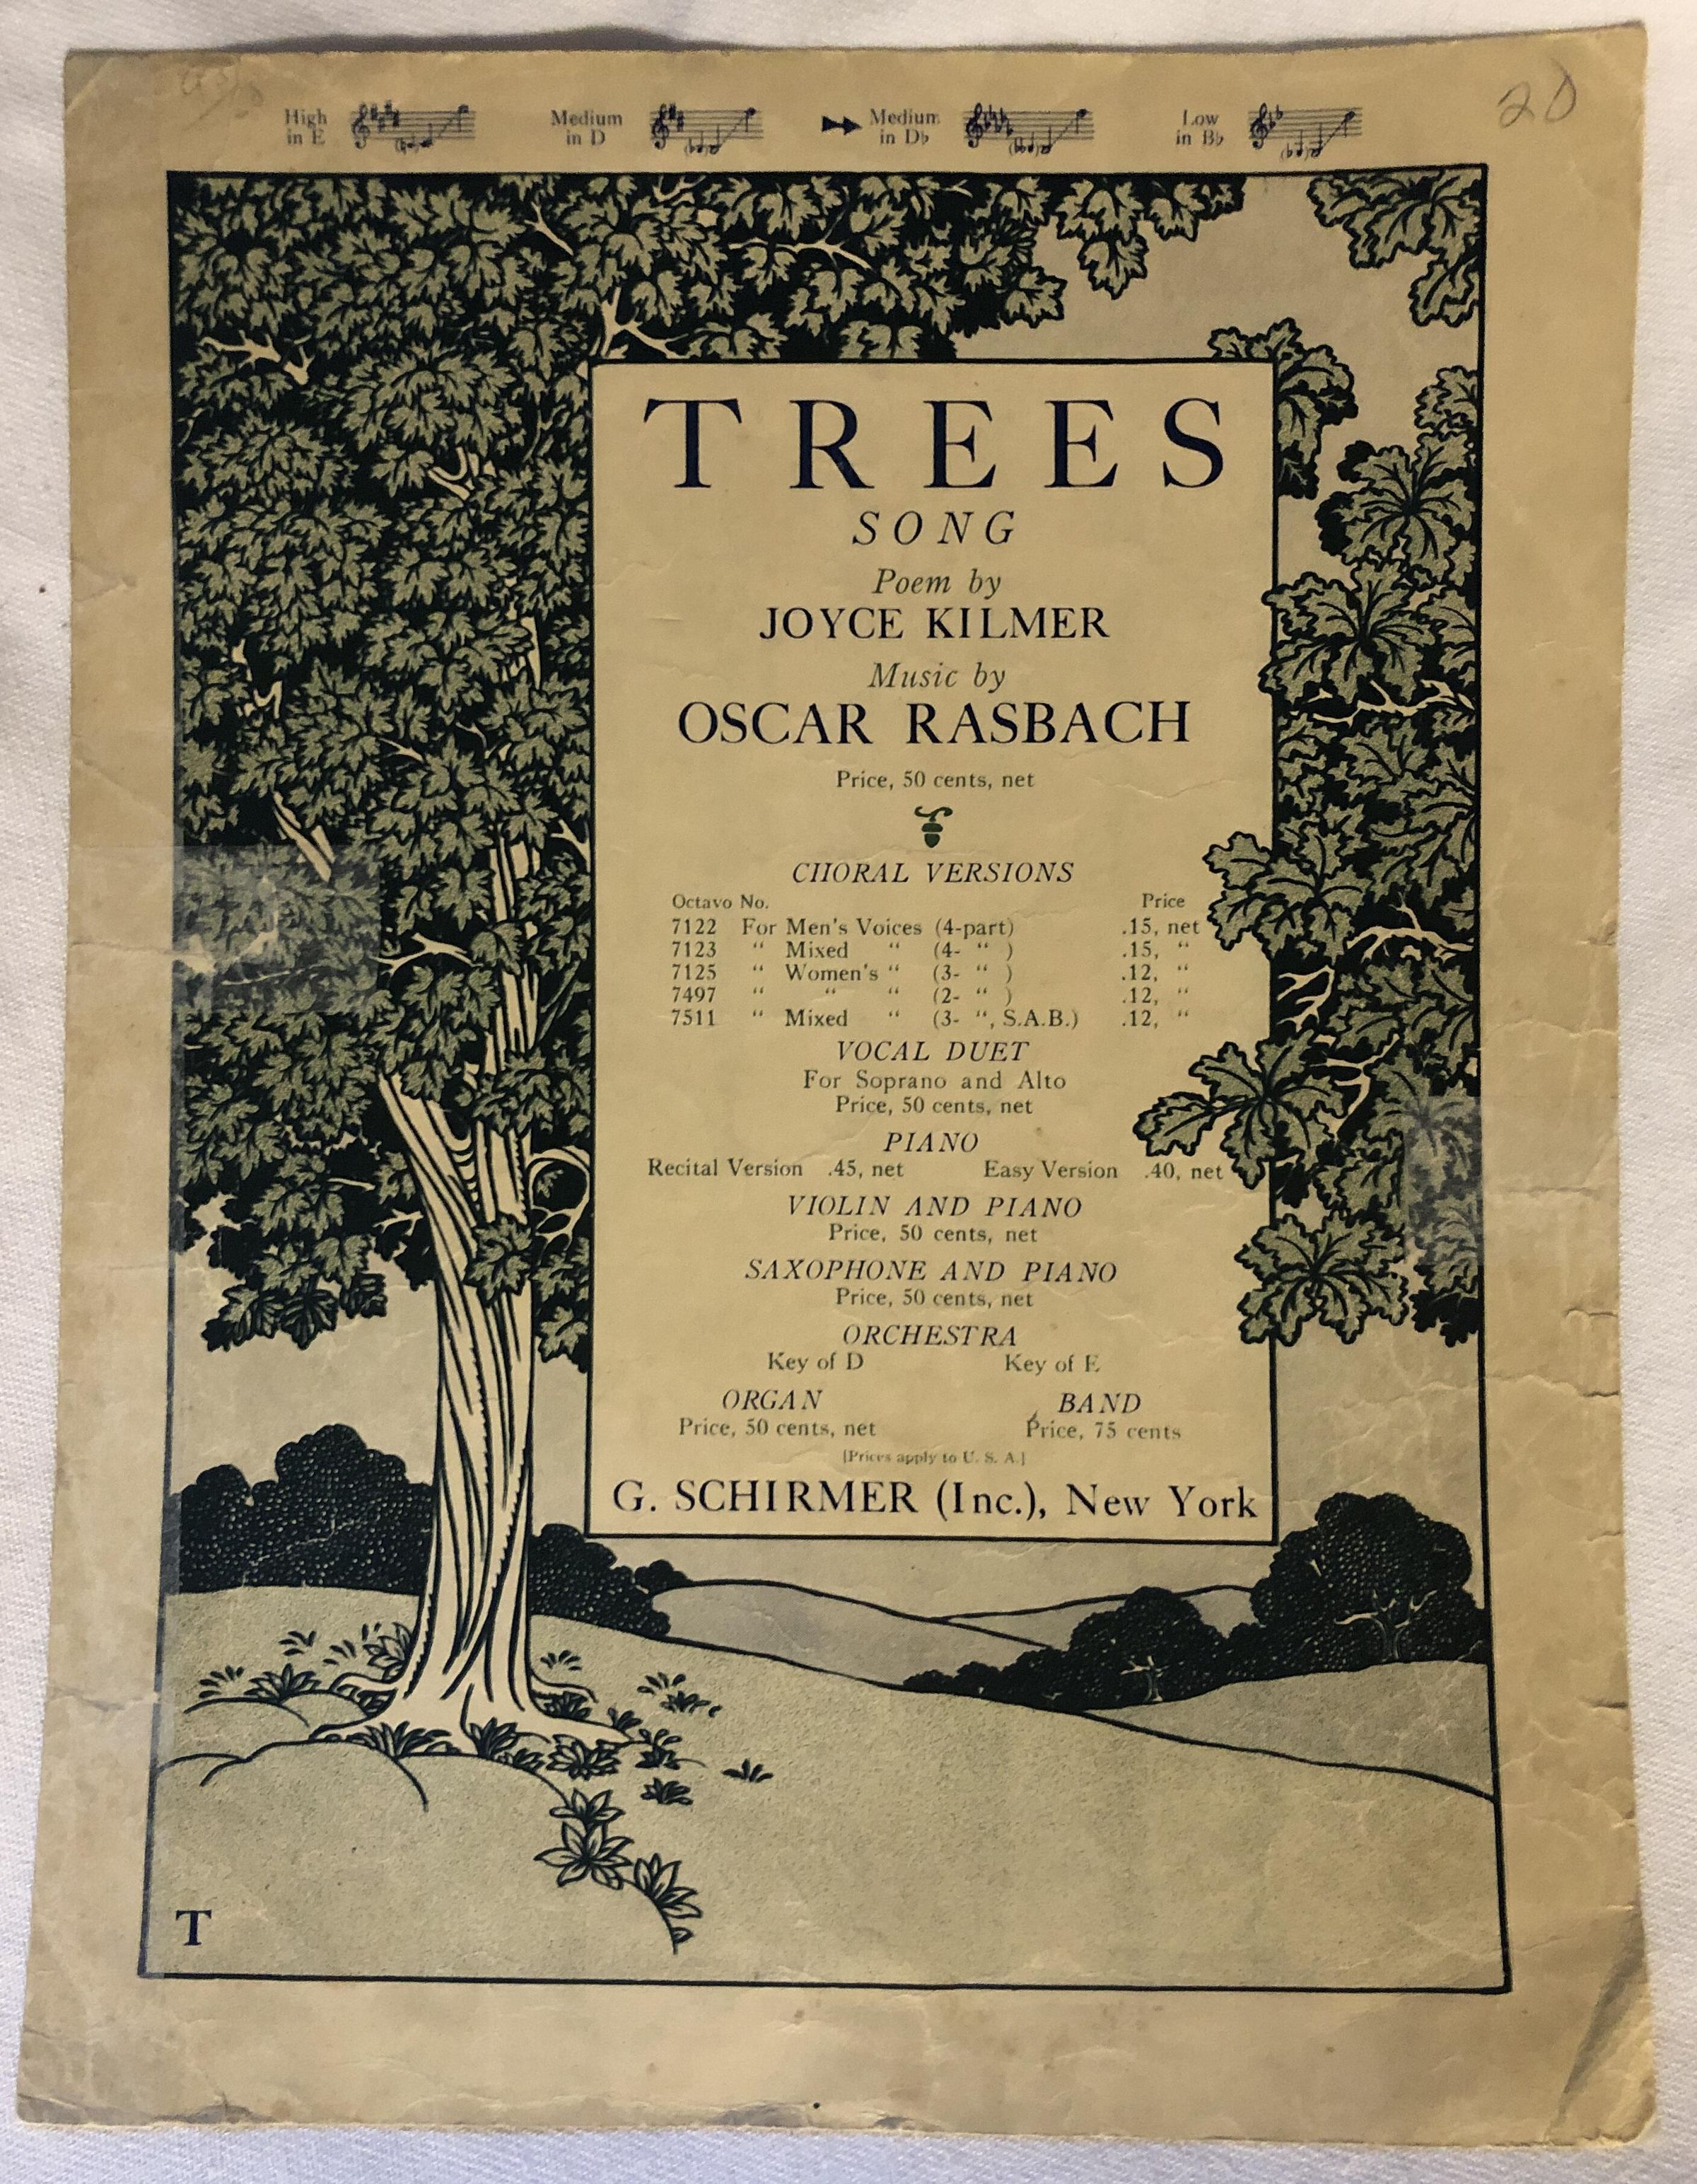 20
High Medium Medium Low
in E in D in D♭ in B♭
TREES
SONG
Poem by
JOYCE KILMER
Music by
OSCAR RASBACH
Price, 50 cents, net
CHORAL VERSIONS
Octavo No. Price
7122 For Men's Voices (4-part) .15, net
7123 “ Mixed “ (4- “ ) .15, “
7125 “ Women's “ (3- “ ) .12, “
7497 “ “ “ (2- “ ) .12, “
7511 “ Mixed “ (3- “, S.A.B.) .12, “
VOCAL DUET
For Soprano and Alto
Price, 50 cents, net
PIANO
Recital Version .45, net Easy Version .40, net
VIOLIN AND PIANO
Price, 50 cents, net
SAXOPHONE AND PIANO
Price, 50 cents, net
ORCHESTRA
Key of D Key of E
ORGAN BAND
Price, 50 cents, net Price, 75 cents
[Prices apply to U. S. A.]
G. SCHIRMER (Inc.), New York
T